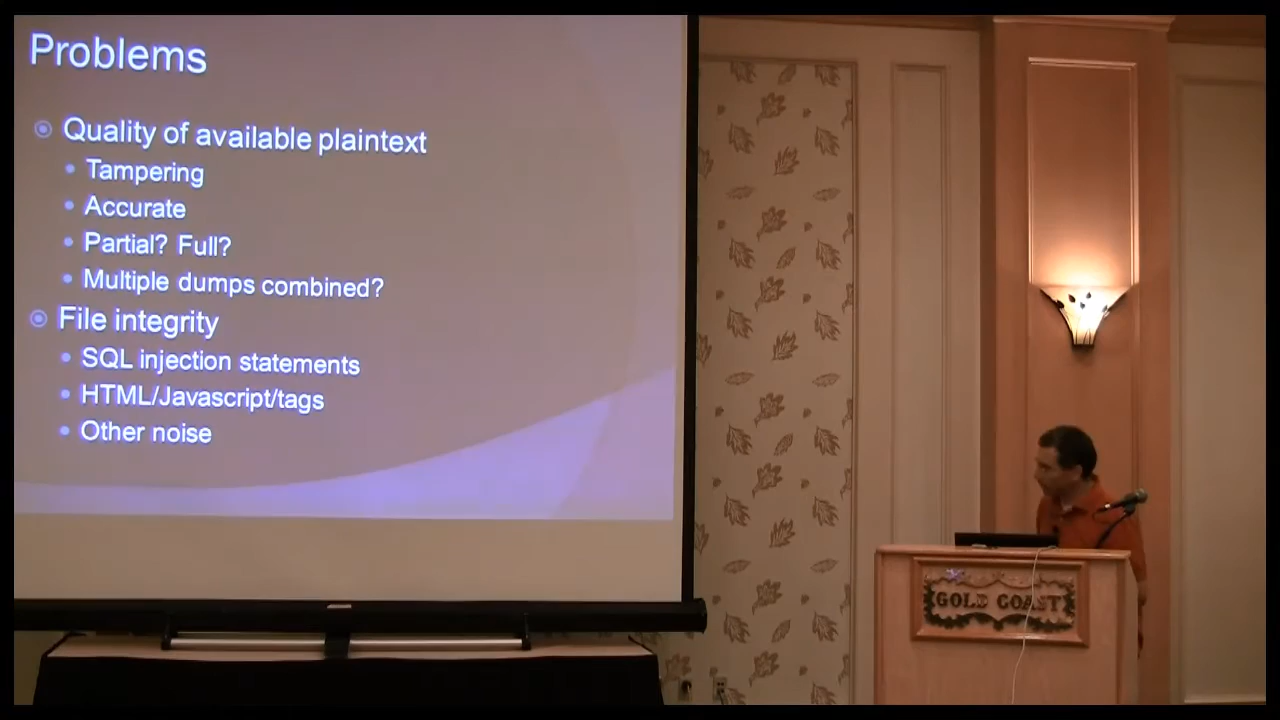 Problems
Quality of available plaintext
Tampering
Accurate
Partial? Full?
Multiple dumps combined?
File integrity
SQL injection statements
HTML/Javascript/tags
Other noise
GOLD COAST